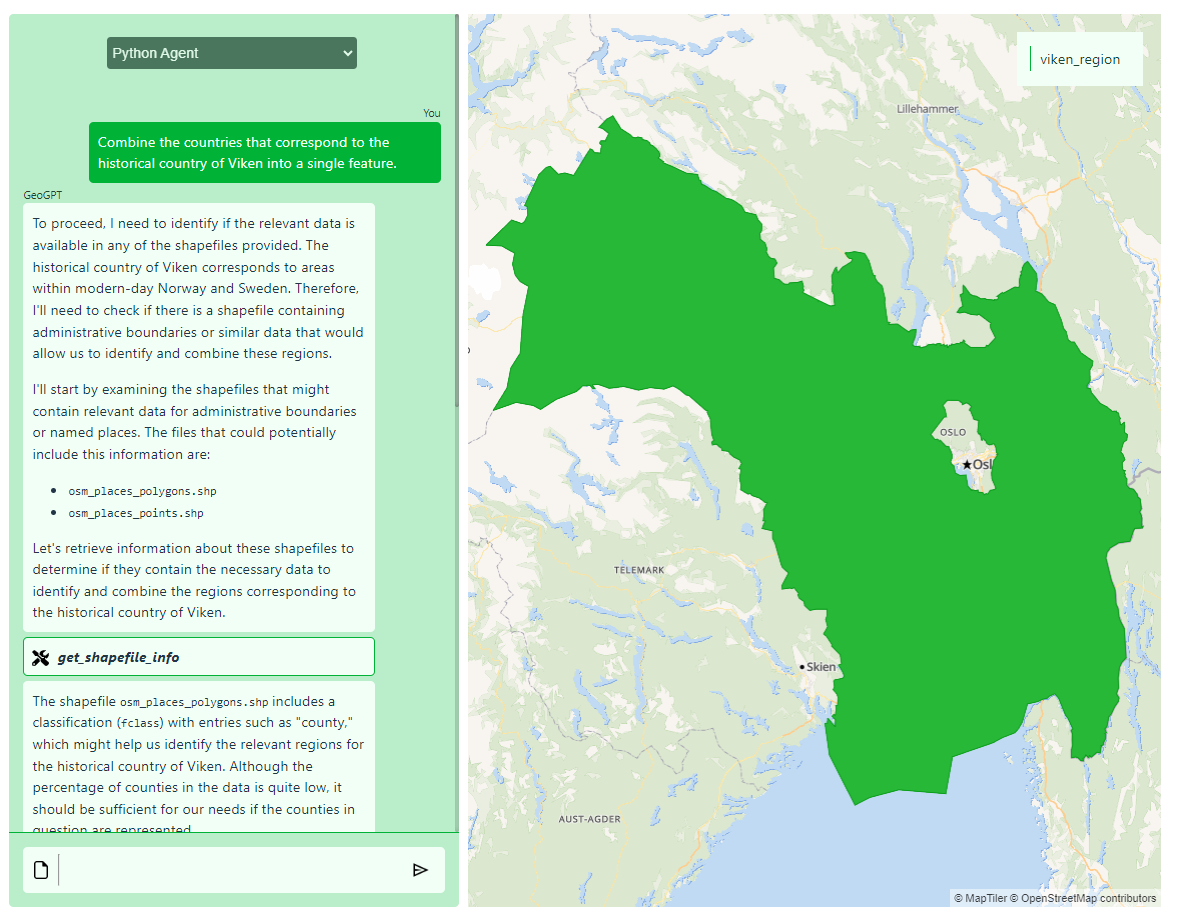 Python Agent
You
Combine the countries that correspond to the
historical country of Viken into a single feature.
GeoGPT
To proceed, I need to identify if the relevant data is
available in any of the shapefiles provided. The
historical country of Viken corresponds to areas
within modern-day Norway and Sweden. Therefore,
I'll need to check if there is a shapefile containing
administrative boundaries or similar data that would
allow us to identify and combine these regions.
I'll start by examining the shapefiles that might
contain relevant data for administrative boundaries
or named places. The files that could potentially
include this information are:
osm_places_polygons.shp
osm_places_points.shp
Let's retrieve information about these shapefiles to
determine if they contain the necessary data to
identify and combine the regions corresponding to
the historical country of Viken.
get_shapefile_info
The shapefile osm_places_polygons.shp includes a
classification (fclass) with entries such as "county,"
which might help us identify the relevant regions for
the historical country of Viken. Although the
percentage of counties in the data is quite low, it
should be sufficient for our needs if the counties in
question are represented.
viken_region
Lillehammer
OSLO
Osl
TELEMARK
Skien
AUST-AGDER
© MapTiler © OpenStreetMap contributors